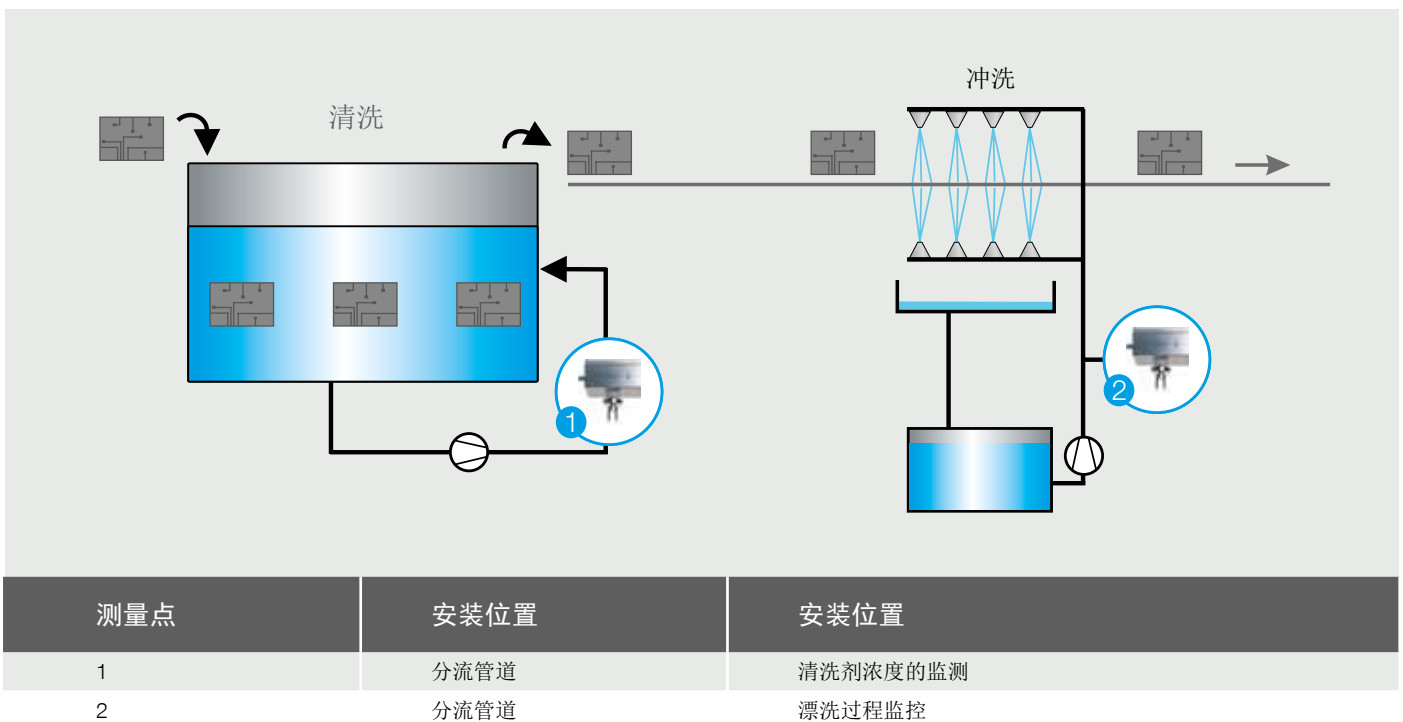 冲洗
清洗
1
2
测量点 安装位置 安装位置
1 分流管道 清洗剂浓度的监测
2 分流管道 漂洗过程监控